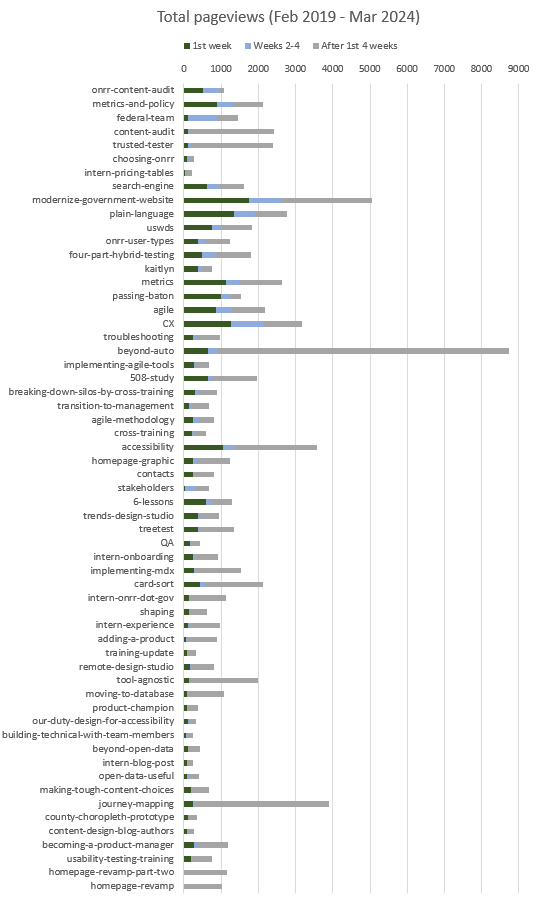 Total pageviews (Feb 2019 - Mar 2024)
1st week Weeks 2-4 After 1st 4 weeks
0 1000 2000 3000 4000 5000 6000 7000 8000 9000
onrr-content-audit
metrics-and-policy
federal-team
content-audit
trusted-tester
choosing-onrr
intern-pricing-tables
search-engine
modernize-government-website
plain-language
uswds
onrr-user-types
four-part-hybrid-testing
kaitlyn
metrics
passing-baton
agile
CX
troubleshooting
beyond-auto
implementing-agile-tools
508-study
breaking-down-silos-by-cross-training
transition-to-management
agile-methodology
cross-training
accessibility
homepage-graphic
contacts
stakeholders
6-lessons
trends-design-studio
treetest
QA
intern-onboarding
implementing-mdx
card-sort
intern-onrr-dot-gov
shaping
intern-experience
adding-a-product
training-update
remote-design-studio
tool-agnostic
moving-to-database
product-champion
our-duty-design-for-accessibility
building-technical-with-team-members
beyond-open-data
intern-blog-post
open-data-useful
making-tough-content-choices
journey-mapping
county-choropleth-prototype
content-design-blog-authors
becoming-a-product-manager
usability-testing-training
homepage-revamp-part-two
homepage-revamp